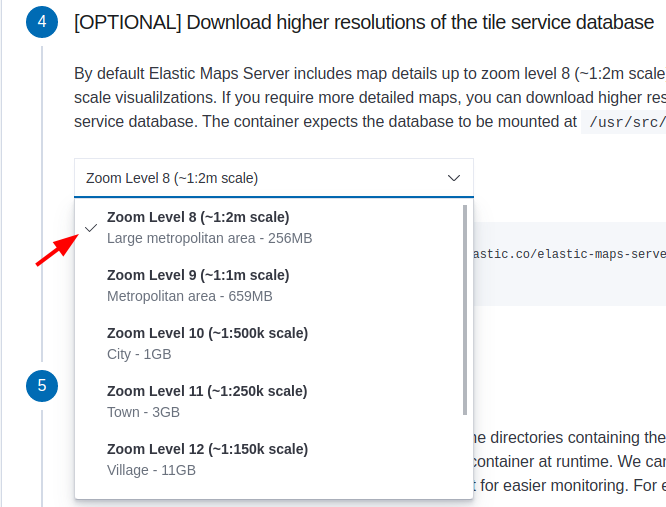 4
[OPTIONAL] Download higher resolutions of the tile service database
By default Elastic Maps Server includes map details up to zoom level 8 (~1:2m scale
scale visualilzations. If you require more detailed maps, you can download higher res
service database. The container expects the database to be mounted at /usr/src/
Zoom Level 8 (~1:2m scale)
Zoom Level 8 (~1:2m scale)
Large metropolitan area - 256MB
astic.co/elastic-maps-serve
Zoom Level 9 (~1:1m scale)
Metropolitan area - 659MB
Zoom Level 10 (~1:500k scale)
City - 1GB
5
Zoom Level 11 (~1:250k scale)
Town - 3GB
ne directories containing the
Zoom Level 12 (~1:150k scale)
container at runtime. We car
Village - 11GB
t for easier monitoring. For e